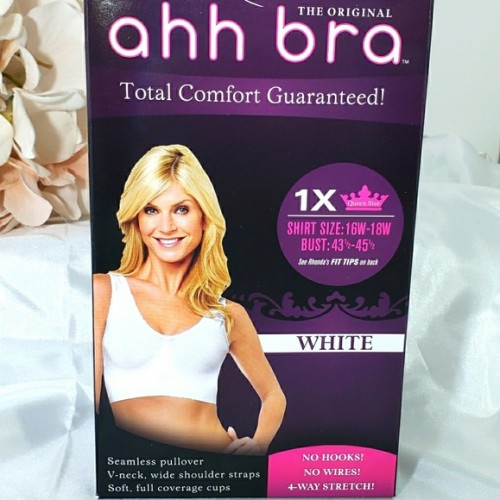 THE ORIGINAL
ahh bra™
Total Comfort Guaranteed!
1X Queen Size
SHIRT SIZE: 16W-18W
BUST: 43½-45½
See Rhonda's FIT TIPS on back
WHITE
Seamless pullover
V-neck, wide shoulder straps
Soft, full coverage cups
NO HOOKS!
NO WIRES!
4-WAY STRETCH!